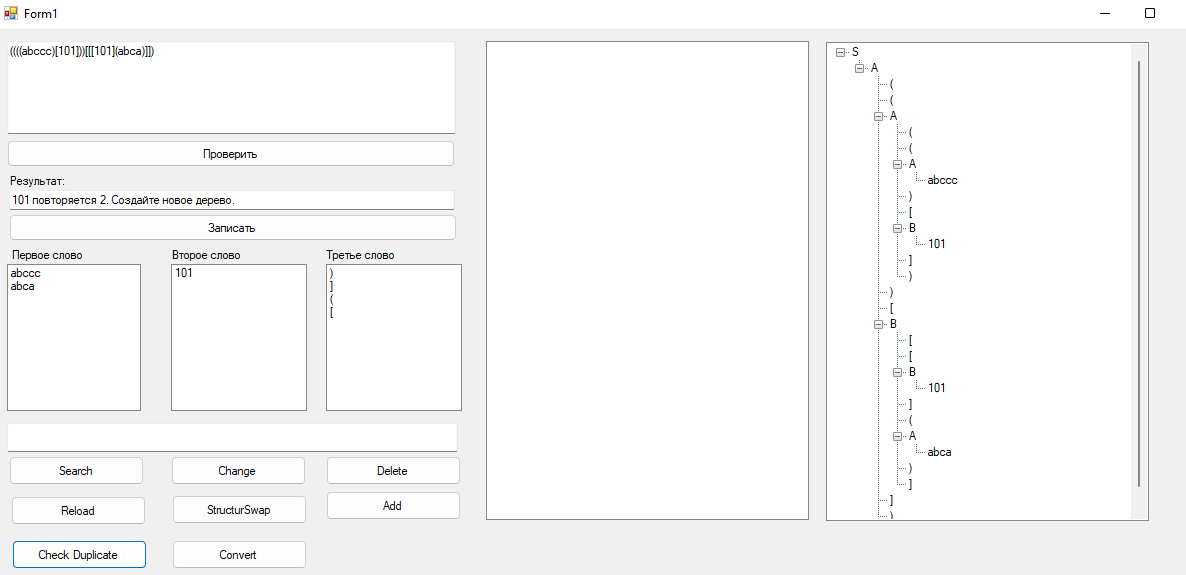 Form1
((((abccc)[101]))[[[101](abca)]])
Проверить
Результат:
101 повторяется 2. Создайте новое дерево.
Записать
Первое слово
Второе слово
Третье слово
abccc
abca
101
)
]
(
[
Search
Change
Delete
Reload
StructurSwap
Add
Check Duplicate
Convert
S
A
(
(
A
(
(
A
abccc
)
[
B
101
]
)
)
[
B
[
[
B
101
]
(
A
abca
)
]
]
)